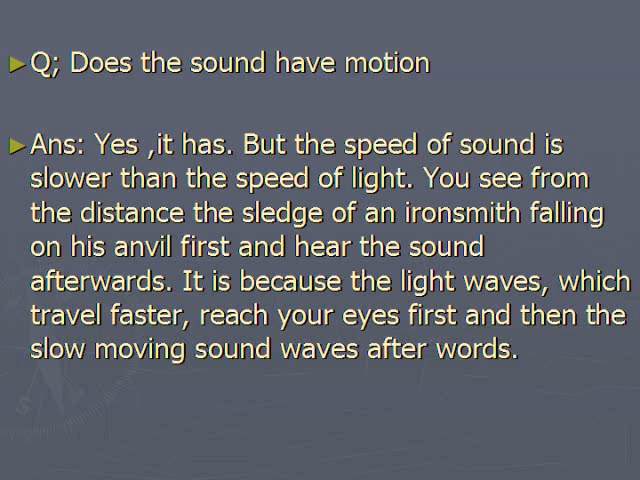 Q; Does the sound have motion
Ans: Yes ,it has. But the speed of sound is
slower than the speed of light. You see from
the distance the sledge of an ironsmith falling
on his anvil first and hear the sound
afterwards. It is because the light waves, which
travel faster, reach your eyes first and then the
slow moving sound waves after words.